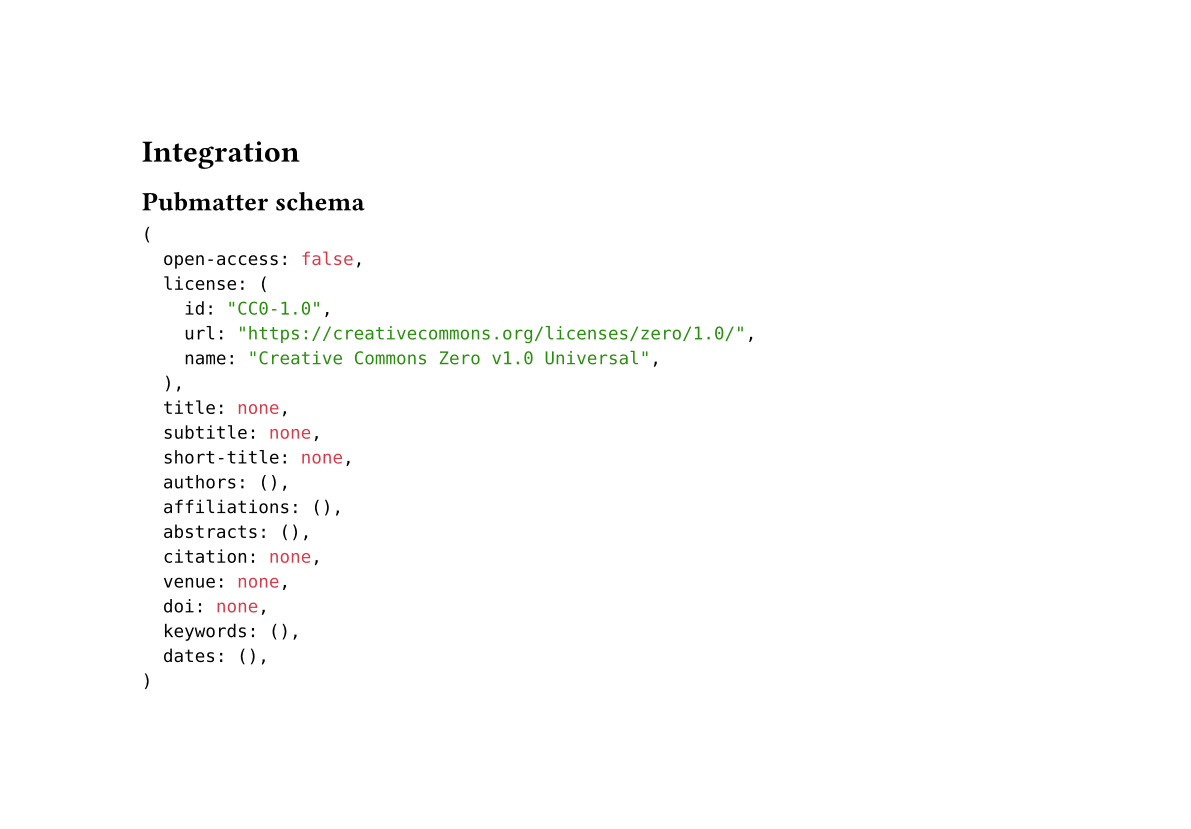 Integration
Pubmatter schema
(
  open-access: false,
  license: (
    id: "CC0-1.0",
    url: "https://creativecommons.org/licenses/zero/1.0/",
    name: "Creative Commons Zero v1.0 Universal",
  ),
  title: none,
  subtitle: none,
  short-title: none,
  authors: (),
  affiliations: (),
  abstracts: (),
  citation: none,
  venue: none,
  doi: none,
  keywords: (),
  dates: (),
)